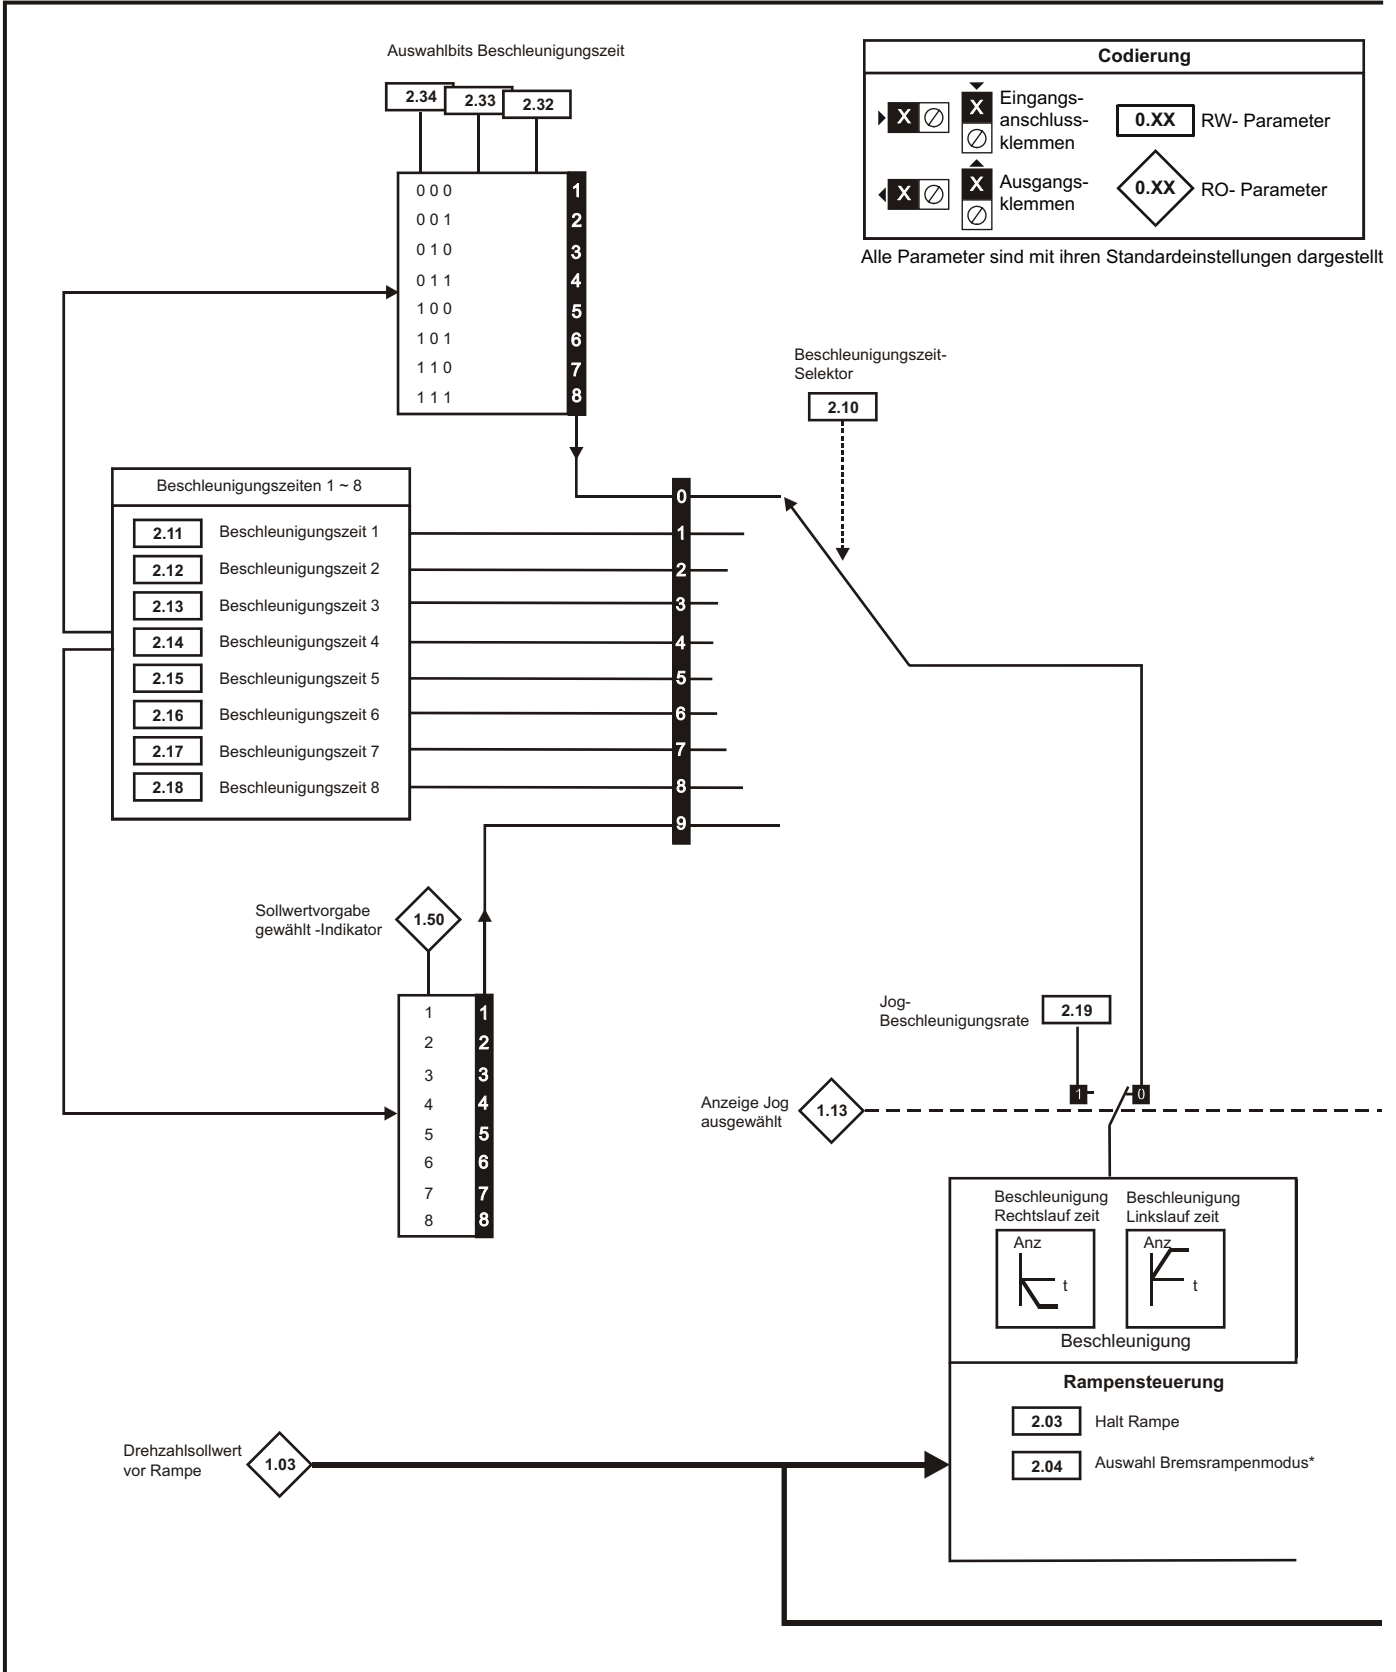 Auswahlbits Beschleunigungszeit
2.34
2.33
2.32
0 0 0
1
0 0 1
2
0 1 0
3
0 1 1
4
1 0 0
5
1 0 1
6
1 1 0
7
1 1 1
8
Codierung
X
X
Eingangs-
anschluss-
klemmen
0.XX
RW- Parameter
X
X
Ausgangs-
klemmen
0.XX
RO- Parameter
Alle Parameter sind mit ihren Standardeinstellungen dargestellt
Beschleunigungszeit-
Selektor
2.10
Beschleunigungszeiten 1 ~ 8
2.11 Beschleunigungszeit 1
2.12 Beschleunigungszeit 2
2.13 Beschleunigungszeit 3
2.14 Beschleunigungszeit 4
2.15 Beschleunigungszeit 5
2.16 Beschleunigungszeit 6
2.17 Beschleunigungszeit 7
2.18 Beschleunigungszeit 8
0
1
2
3
4
5
6
7
8
9
Sollwertvorgabe
gewählt -Indikator
1.50
1 1
2 2
3 3
4 4
5 5
6 6
7 7
8 8
Jog-
Beschleunigungsrate
2.19
1
0
Anzeige Jog
ausgewählt
1.13
Beschleunigung
Rechtslauf zeit
Anz
t
Beschleunigung
Linkslauf zeit
Anz
t
Beschleunigung
Rampensteuerung
2.03 Halt Rampe
2.04 Auswahl Bremsrampenmodus*
Drehzahlsollwert
vor Rampe
1.03